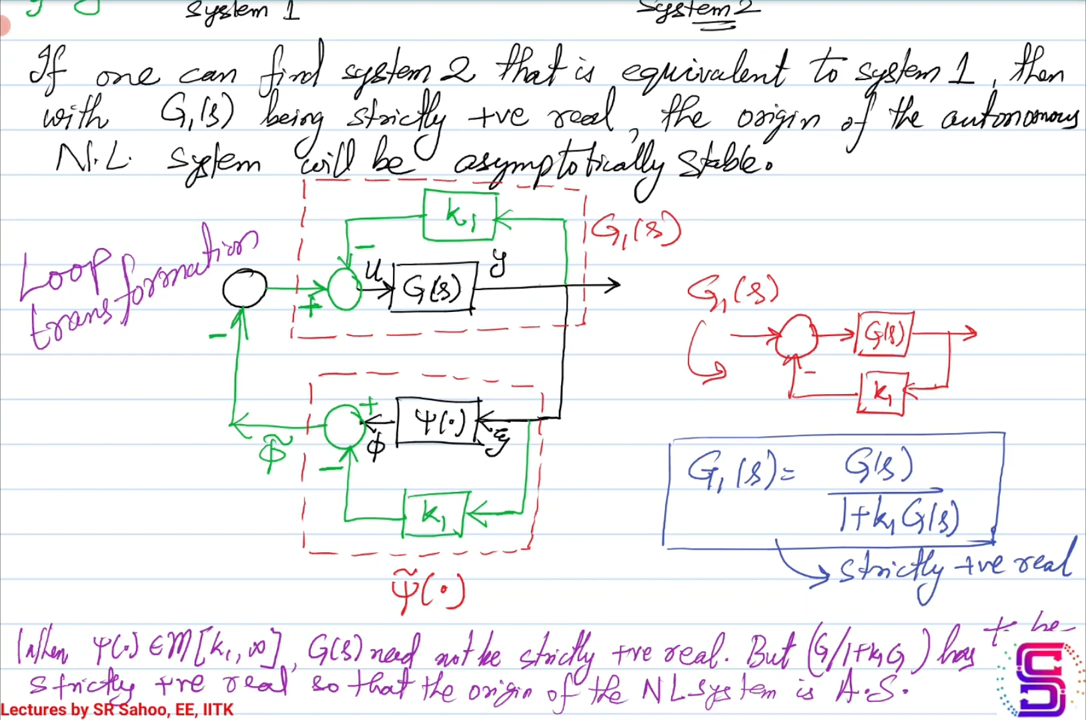 System 1
System 2
If one can find system 2 that is equivalent to system 1, then
with G₁(s) being strictly +ve real, the origin of the autonomous
N.L. system will be asymptotically stable.
Loop
transformation
k₁
G₁(s)
-
+
u
G(s)
y
-
+
ψ(·)
y
ϕ
ϕ̃
-
k₁
ψ̃(·)
G₁(s)
G(s)
-
k₁
G₁(s) = G(s)
1+k₁G(s)
→ strictly +ve real
When ψ(·) ∈ M[k₁, ∞], G(s) need not be strictly +ve real. But (G/1+k₁G) has to be
strictly +ve real so that the origin of the NL system is A.S.
Lectures by SR Sahoo, EE, IITK